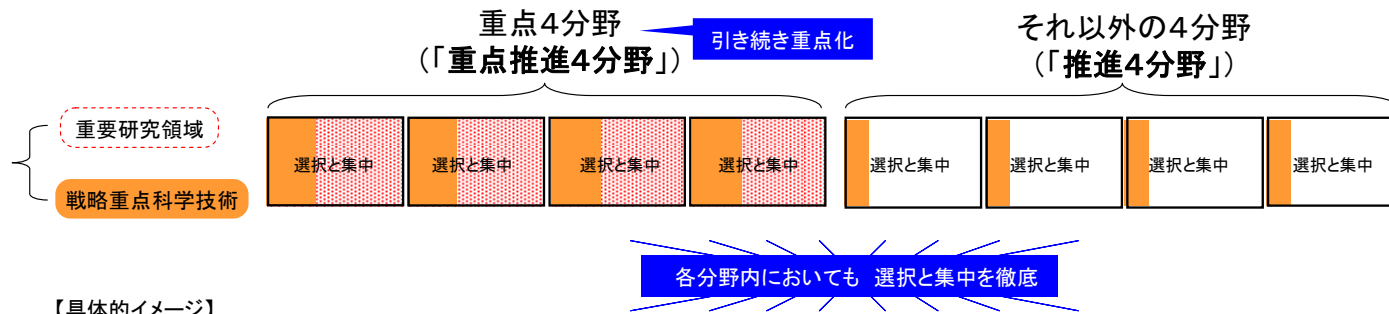 重点4分野
(「重点推進4分野」)
引き続き重点化
それ以外の4分野
(「推進4分野」)
重要研究領域
戦略重点科学技術
選択と集中
選択と集中
選択と集中
選択と集中
選択と集中
選択と集中
選択と集中
選択と集中
各分野内においても 選択と集中を徹底
【具体的イメージ】